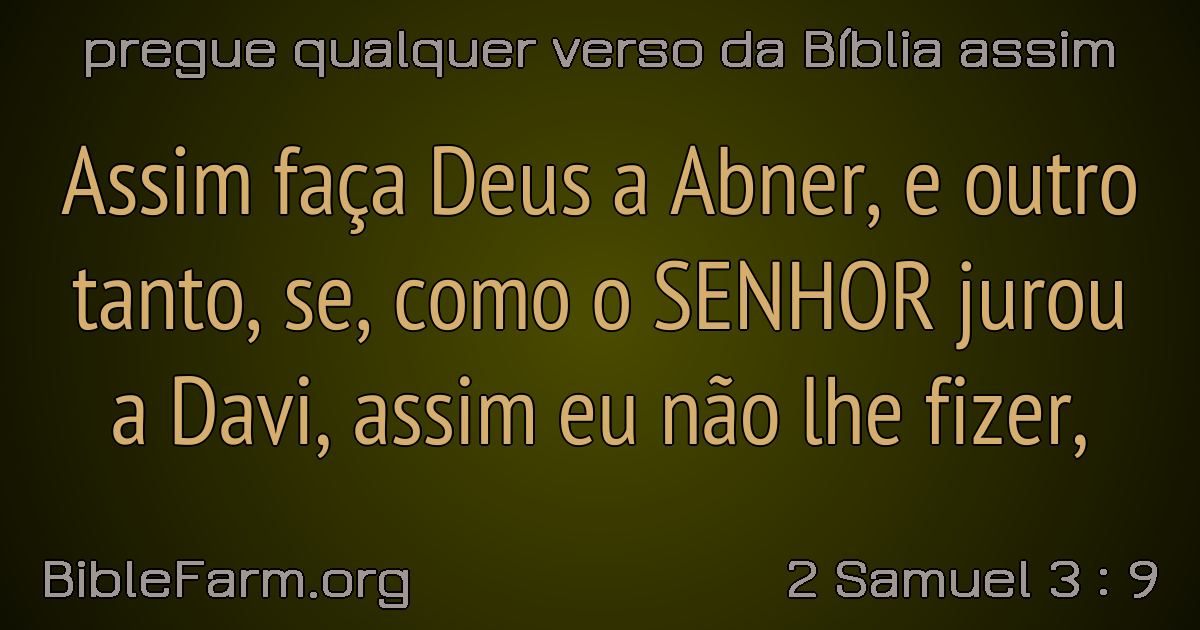 pregue qualquer verso da Bíblia assim
Assim faça Deus a Abner, e outro
tanto, se, como o SENHOR jurou
a Davi, assim eu não lhe fizer,
BibleFarm.org
2 Samuel 3 : 9